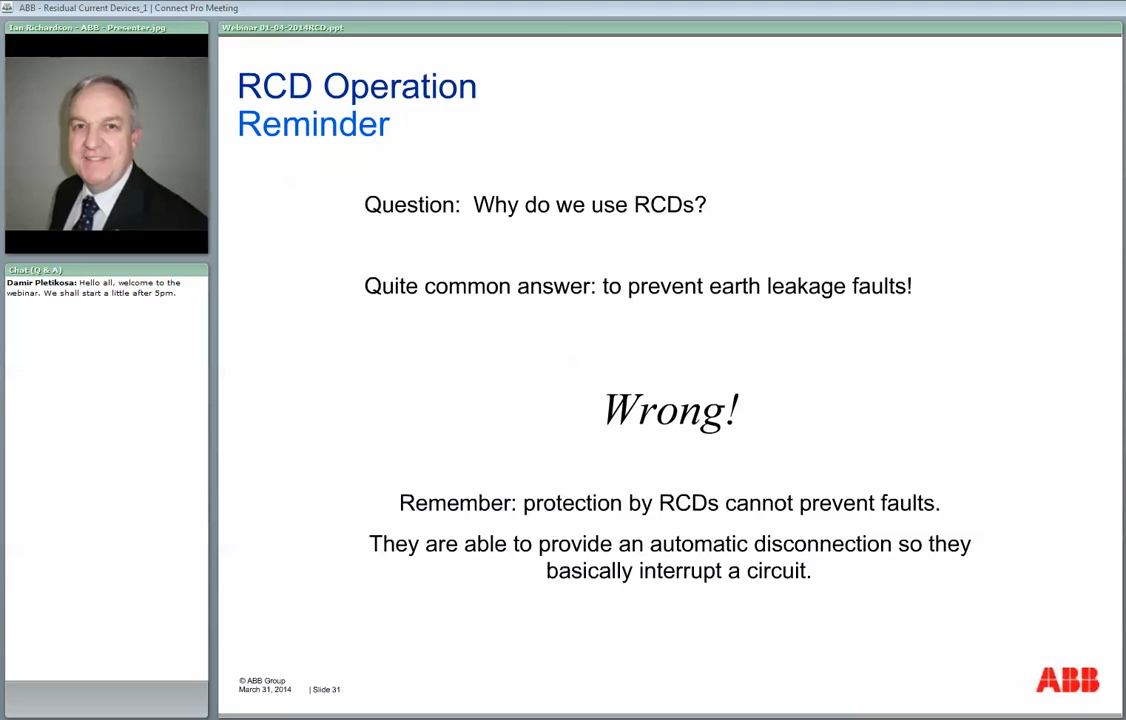 ABB - Residual Current Devices_1 | Connect Pro Meeting
Ian Richardson - ABB - Presenter.jpg
Webinar 01-04-2014RCD.ppt
RCD Operation
Reminder
Question: Why do we use RCDs?
Quite common answer: to prevent earth leakage faults!
Wrong!
Remember: protection by RCDs cannot prevent faults.
They are able to provide an automatic disconnection so they
basically interrupt a circuit.
Chat (Q & A)
Damir Pletikosa: Hello all, welcome to the
webinar. We shall start a little after 5pm.
© ABB Group
March 31, 2014 | Slide 31
ABB